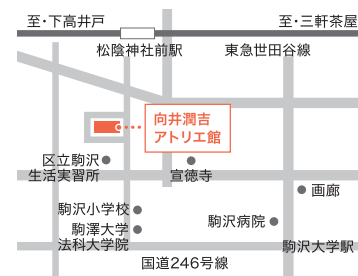 至・下高井戸
至・三軒茶屋
松陰神社前駅
東急世田谷線
向井潤吉
アトリエ館
区立駒沢
生活実習所
宣徳寺
画廊
駒沢小学校
駒沢病院
駒澤大学
法科大学院
駒沢大学駅
国道246号線